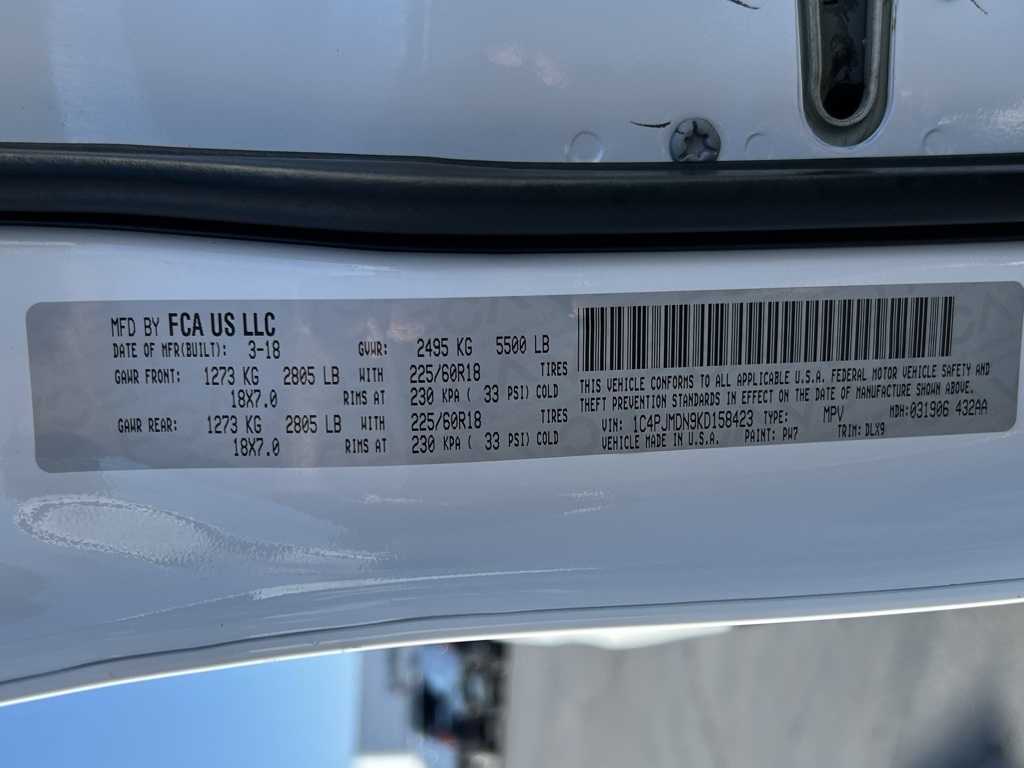 MFD BY FCA US LLC
DATE OF MFR(BUILT): 3-18 GVWR: 2495 KG 5500 LB
GAWR FRONT: 1273 KG 2805 LB WITH 225/60R18 TIRES
18X7.0 RIMS AT 230 KPA ( 33 PSI) COLD
GAWR REAR: 1273 KG 2805 LB WITH 225/60R18 TIRES
18X7.0 RIMS AT 230 KPA ( 33 PSI) COLD
THIS VEHICLE CONFORMS TO ALL APPLICABLE U.S.A. FEDERAL MOTOR VEHICLE SAFETY AND
THEFT PREVENTION STANDARDS IN EFFECT ON THE DATE OF MANUFACTURE SHOWN ABOVE.
VIN: 1C4PJMDN9KD158423 TYPE: MPV MDH:031906 432AA
VEHICLE MADE IN U.S.A. PAINT: PW7 TRIM: DLX9